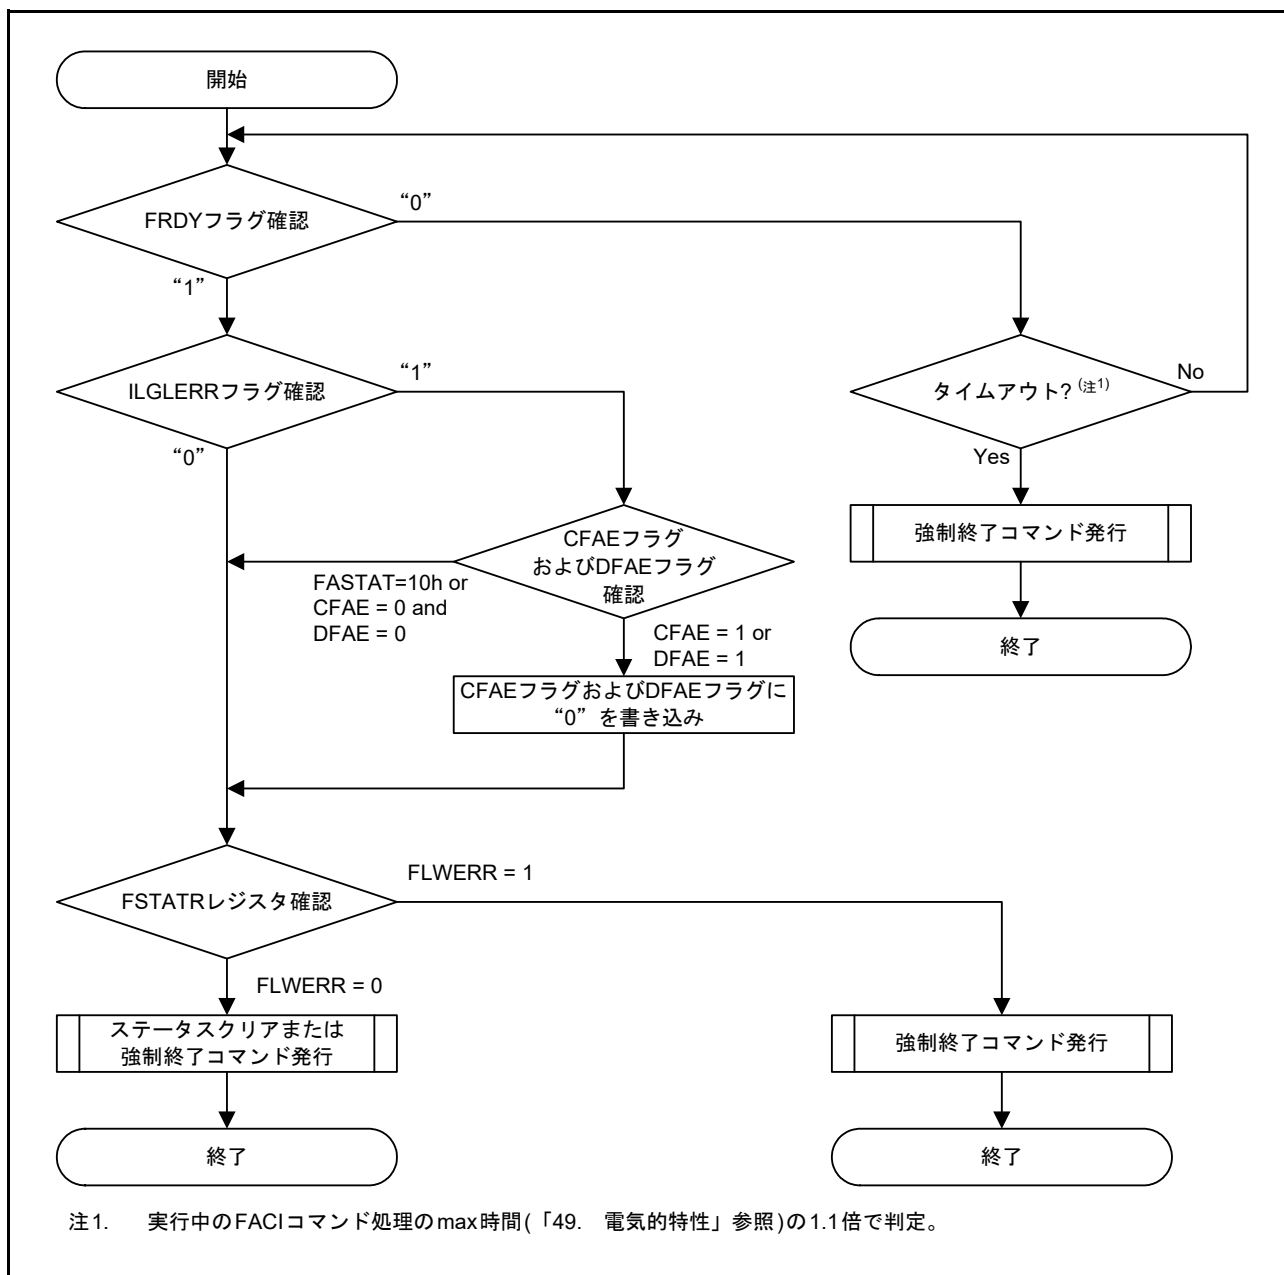 開始
FRDYフラグ確認
“0”
“1”
ILGLERRフラグ確認
“1”
“0”
タイムアウト? (注1)
No
Yes
強制終了コマンド発行
終了
CFAEフラグ
およびDFAEフラグ
確認
FASTAT=10h or
CFAE = 0 and
DFAE = 0
CFAE = 1 or
DFAE = 1
CFAEフラグおよびDFAEフラグに
“0”を書き込み
FSTATRレジスタ確認
FLWERR = 1
FLWERR = 0
ステータスクリアまたは
強制終了コマンド発行
終了
強制終了コマンド発行
終了
注1. 実行中のFACIコマンド処理のmax時間(「49. 電気的特性」参照)の1.1倍で判定。